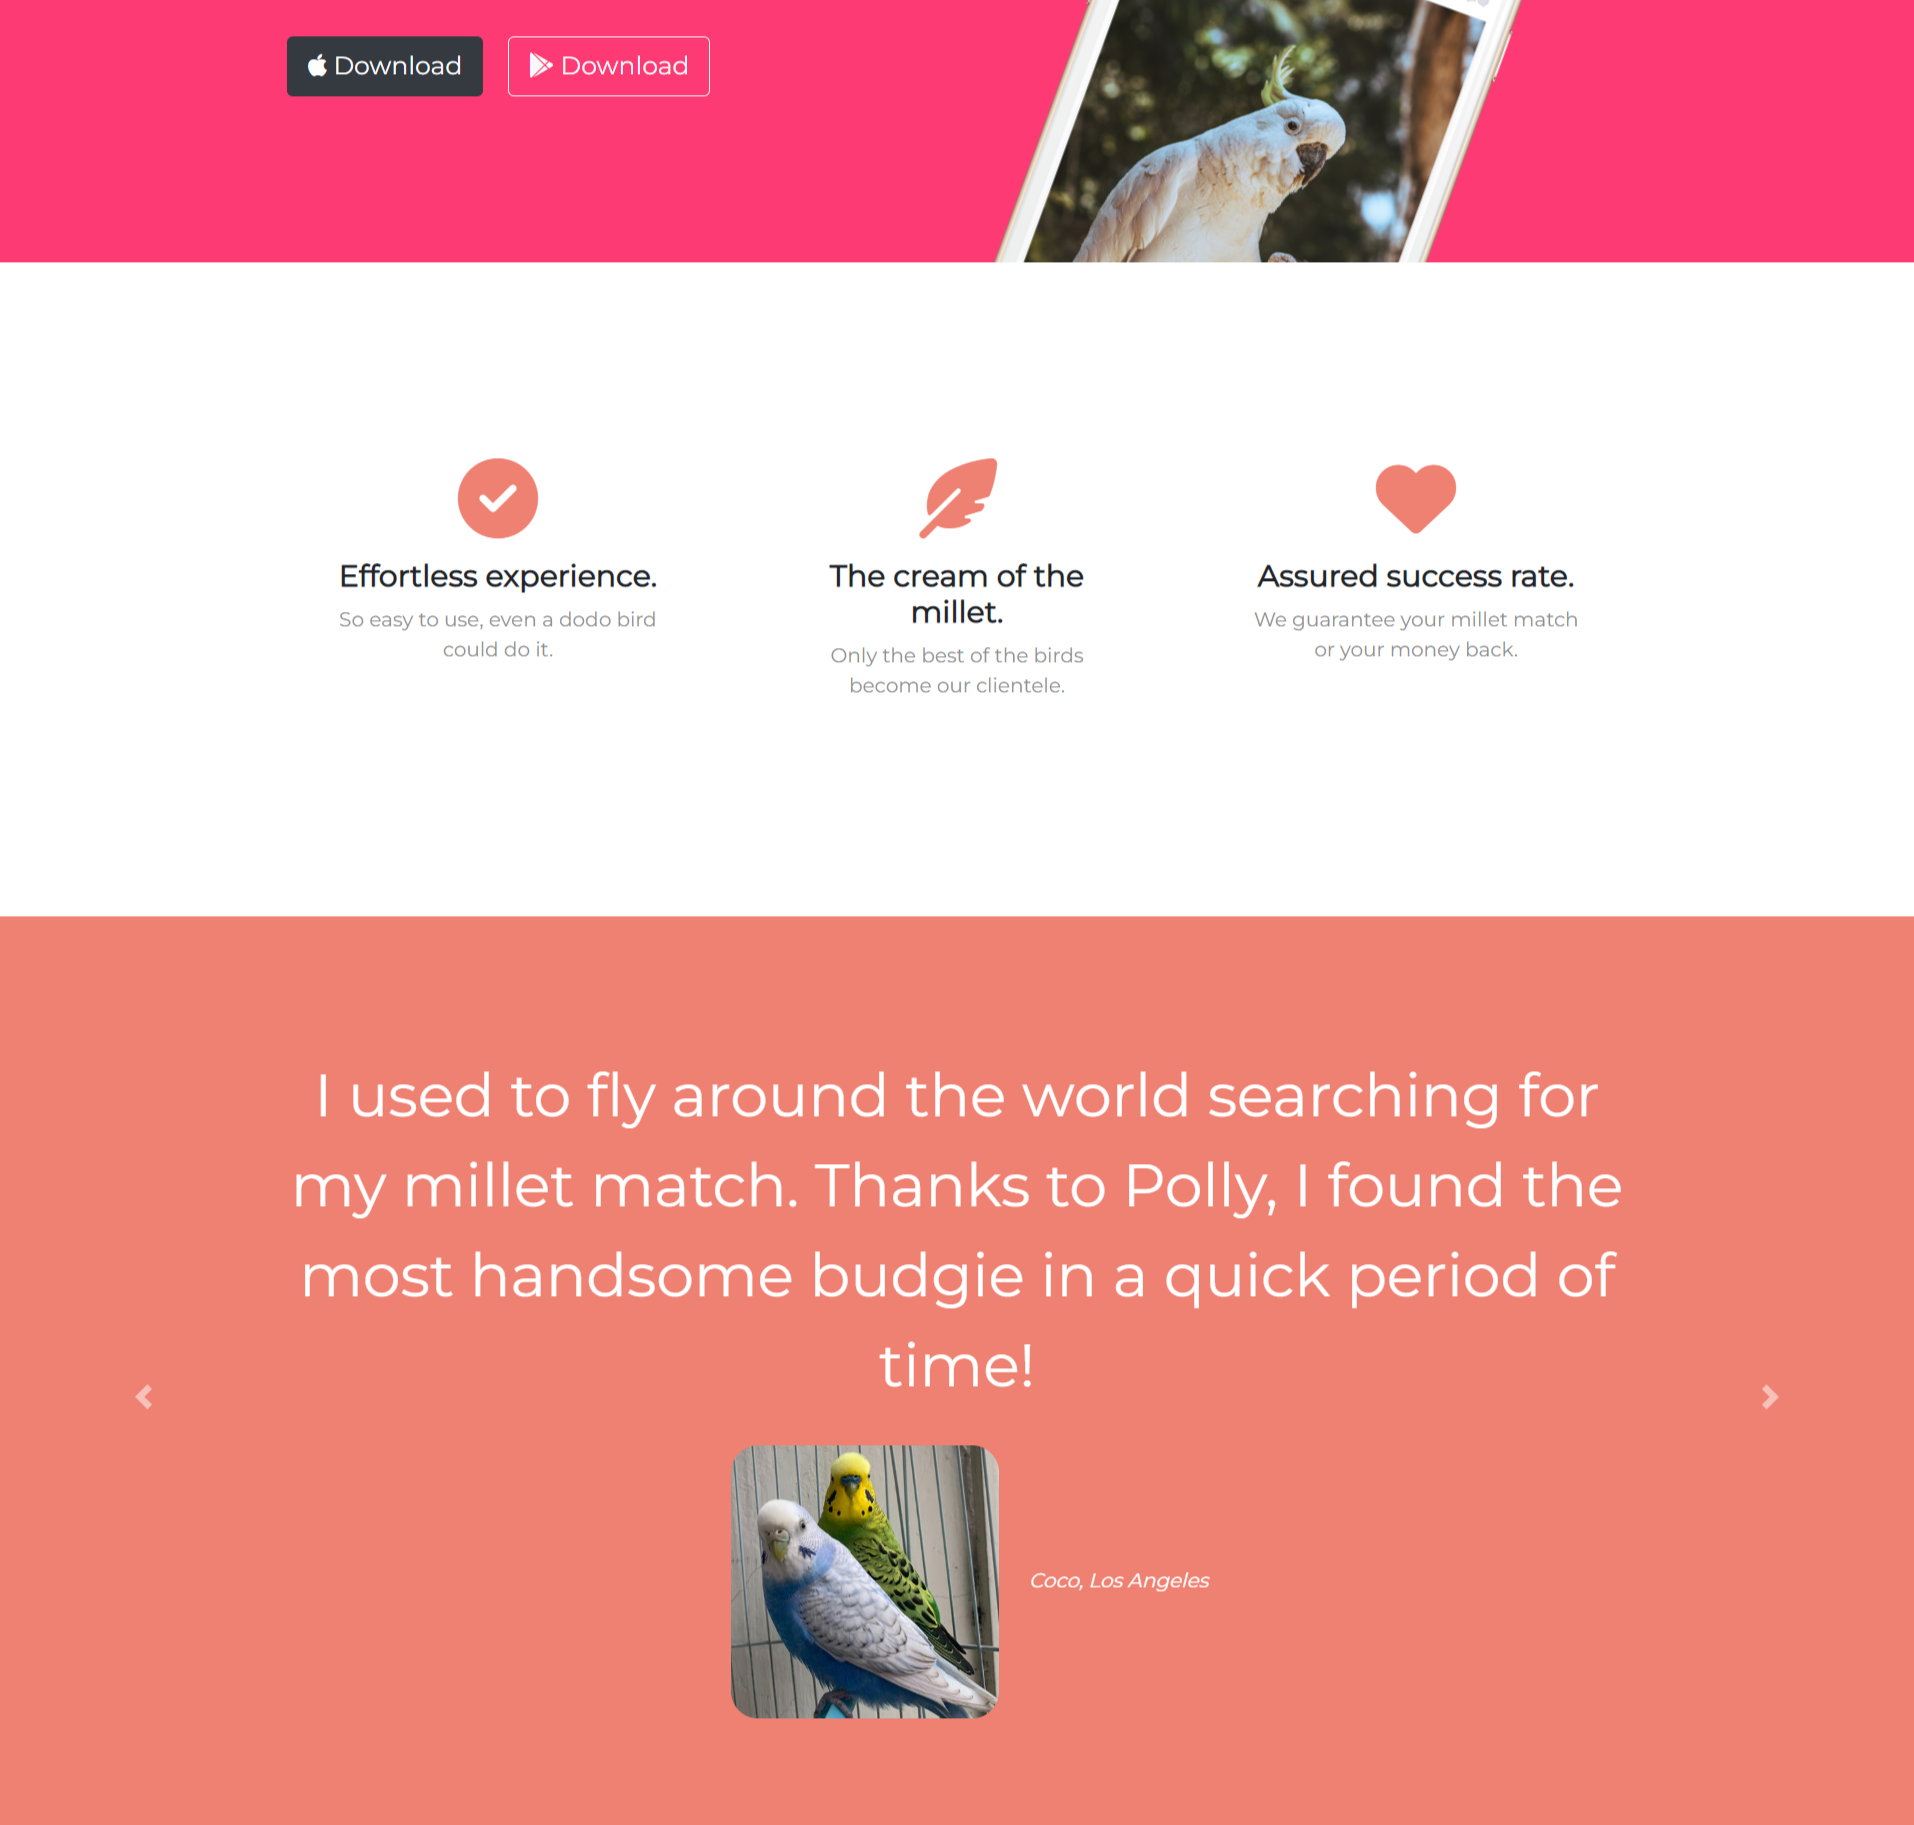 Download Download
Effortless experience.
So easy to use, even a dodo bird
could do it.
The cream of the
millet.
Only the best of the birds
become our clientele.
Assured success rate.
We guarantee your millet match
or your money back.
I used to fly around the world searching for
my millet match. Thanks to Polly, I found the
most handsome budgie in a quick period of
time!
Coco, Los Angeles